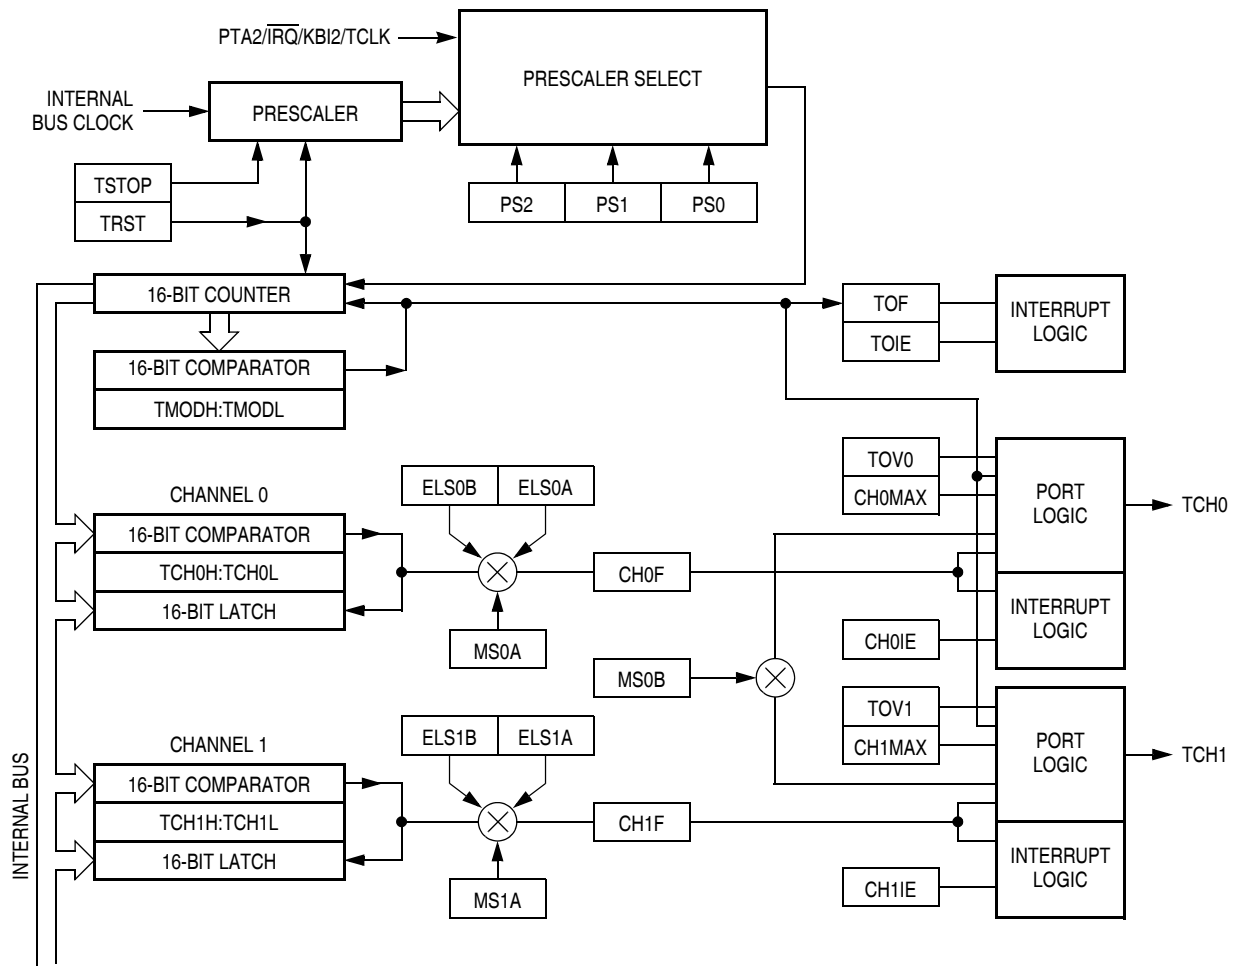 PTA2/IRQ/KBI2/TCLK
PRESCALER SELECT
INTERNAL
BUS CLOCK
PRESCALER
TSTOP
TRST
PS2
PS1
PS0
16-BIT COUNTER
16-BIT COMPARATOR
TMODH:TMODL
TOF
TOIE
INTERRUPT
LOGIC
CHANNEL 0
16-BIT COMPARATOR
TCH0H:TCH0L
16-BIT LATCH
ELS0B
ELS0A
MS0A
CH0F
TOV0
CH0MAX
PORT
LOGIC
TCH0
INTERRUPT
LOGIC
CH0IE
MS0B
CHANNEL 1
16-BIT COMPARATOR
TCH1H:TCH1L
16-BIT LATCH
ELS1B
ELS1A
MS1A
CH1F
TOV1
CH1MAX
PORT
LOGIC
TCH1
INTERRUPT
LOGIC
CH1IE
INTERNAL BUS